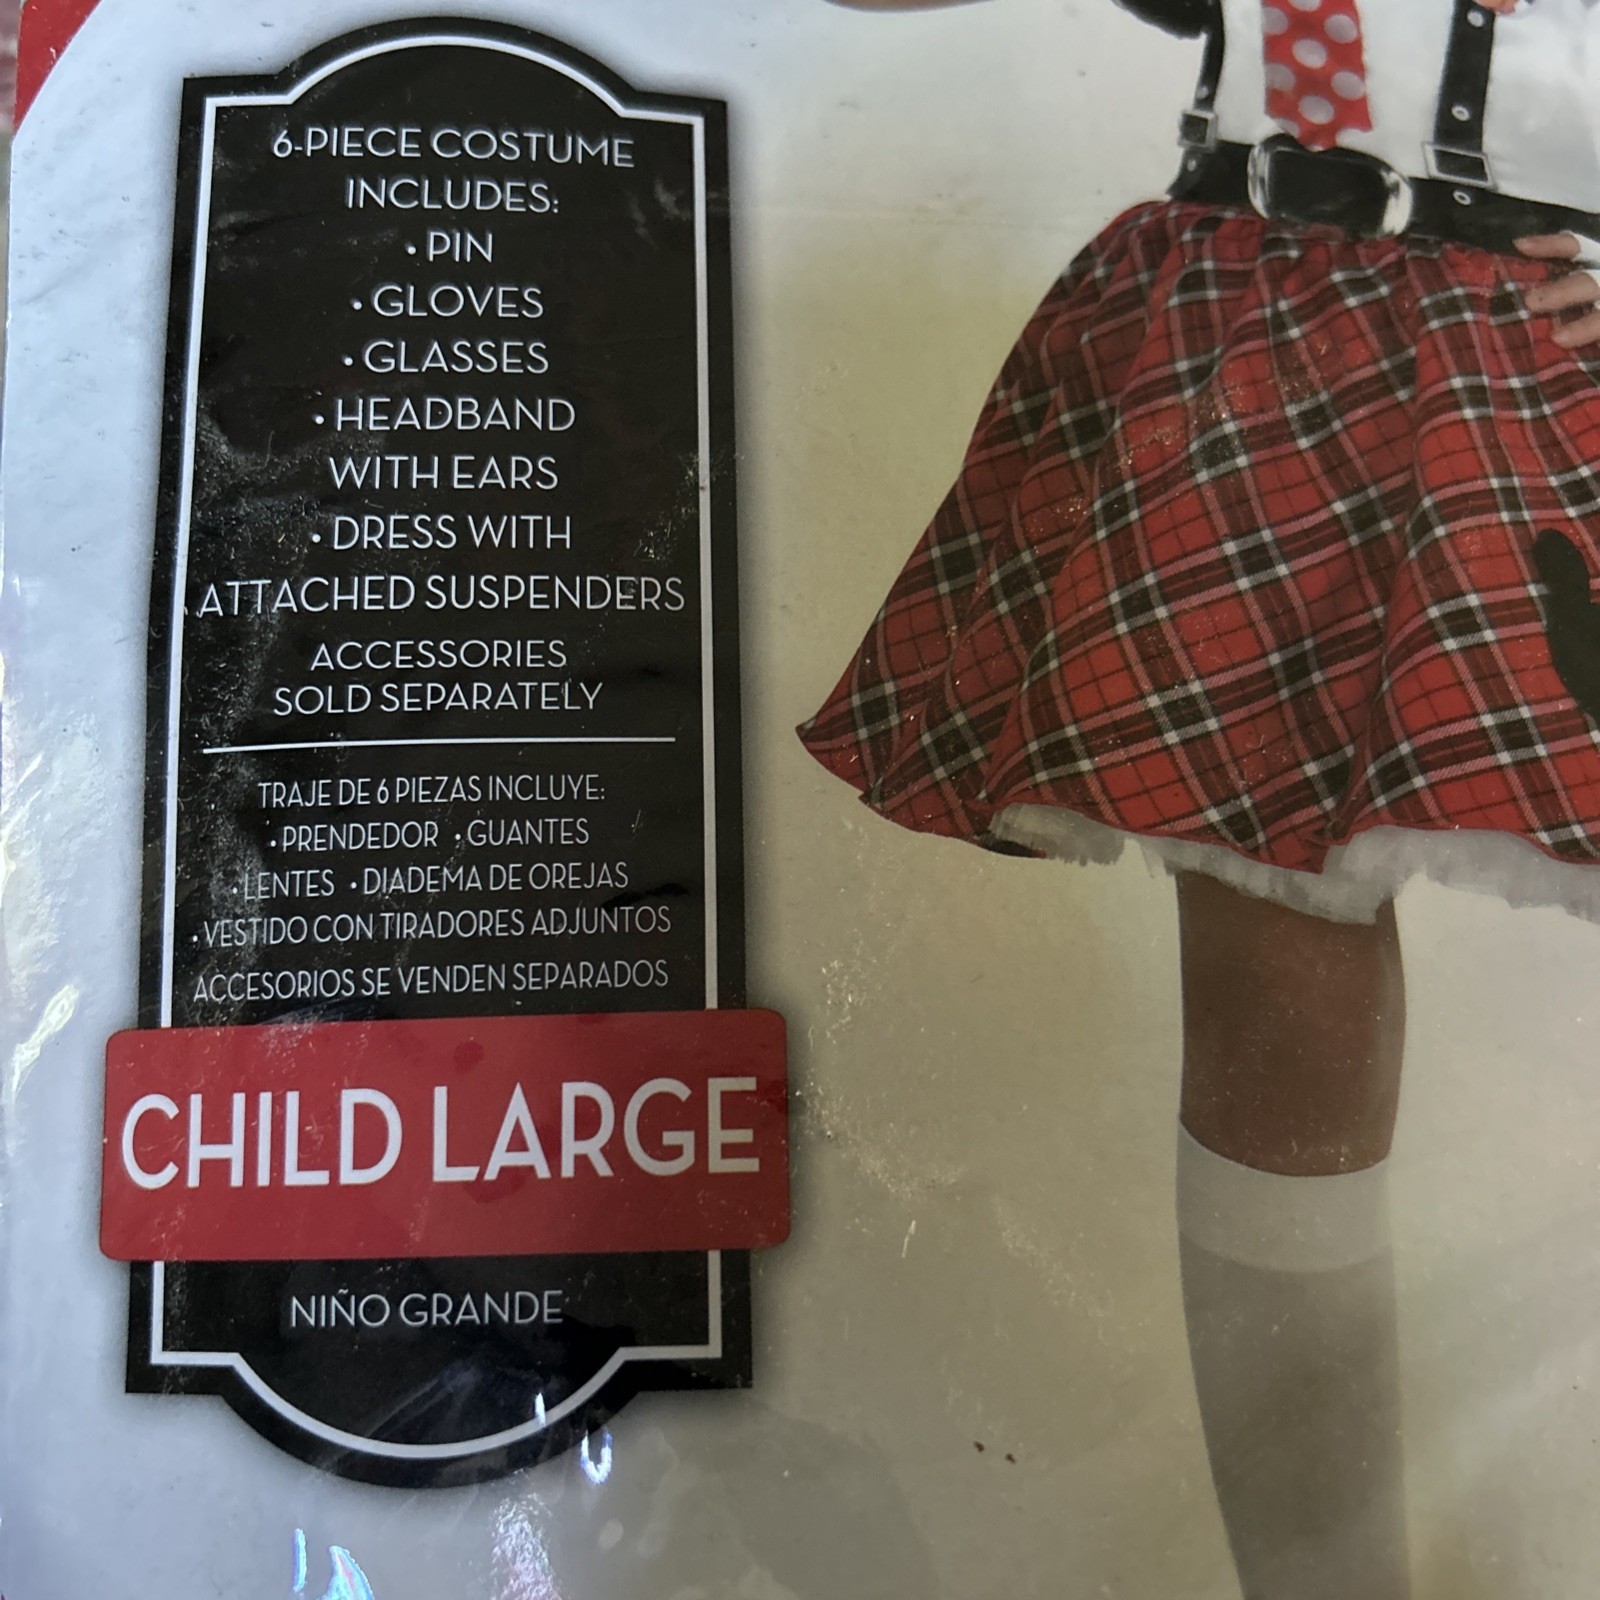 6-PIECE COSTUME
INCLUDES:
• PIN
• GLOVES
• GLASSES
• HEADBAND
WITH EARS
• DRESS WITH
ATTACHED SUSPENDERS
ACCESSORIES
SOLD SEPARATELY
TRAJE DE 6 PIEZAS INCLUYE:
• PRENDEDOR • GUANTES
• LENTES • DIADEMA DE OREJAS
• VESTIDO CON TIRADORES ADJUNTOS
ACCESORIOS SE VENDEN SEPARADOS
CHILD LARGE
NIÑO GRANDE